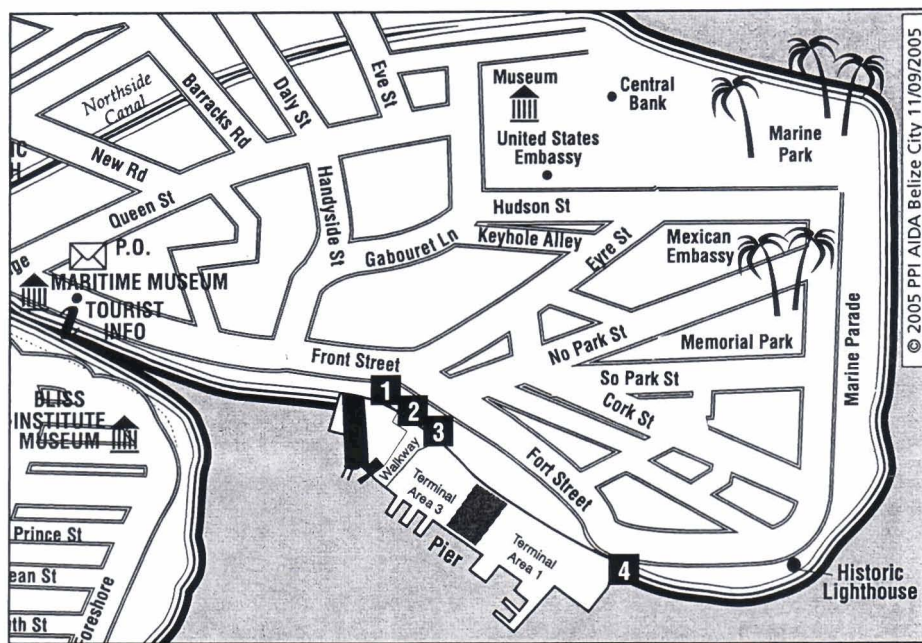 Northside
Canal
Barracks Rd
Daly St
Eve St
Museum
Central
Bank
United States
Embassy
Marine
Park
New Rd
Queen St
Handyside St
Gabouret Ln
Hudson St
Keyhole Alley
Eyre St
Mexican
Embassy
P.O.
MARITIME MUSEUM
TOURIST
INFO
Front Street
No Park St
Memorial Park
So Park St
Cork St
Marine Parade
BLISS
INSTITUTE
MUSEUM
1
2
3
4
Walkway
Terminal
Area 3
Terminal
Area 1
Pier
Fort Street
Prince St
Foreshore
Historic
Lighthouse
© 2005 PPI AIDA Belize City 11/09/2005